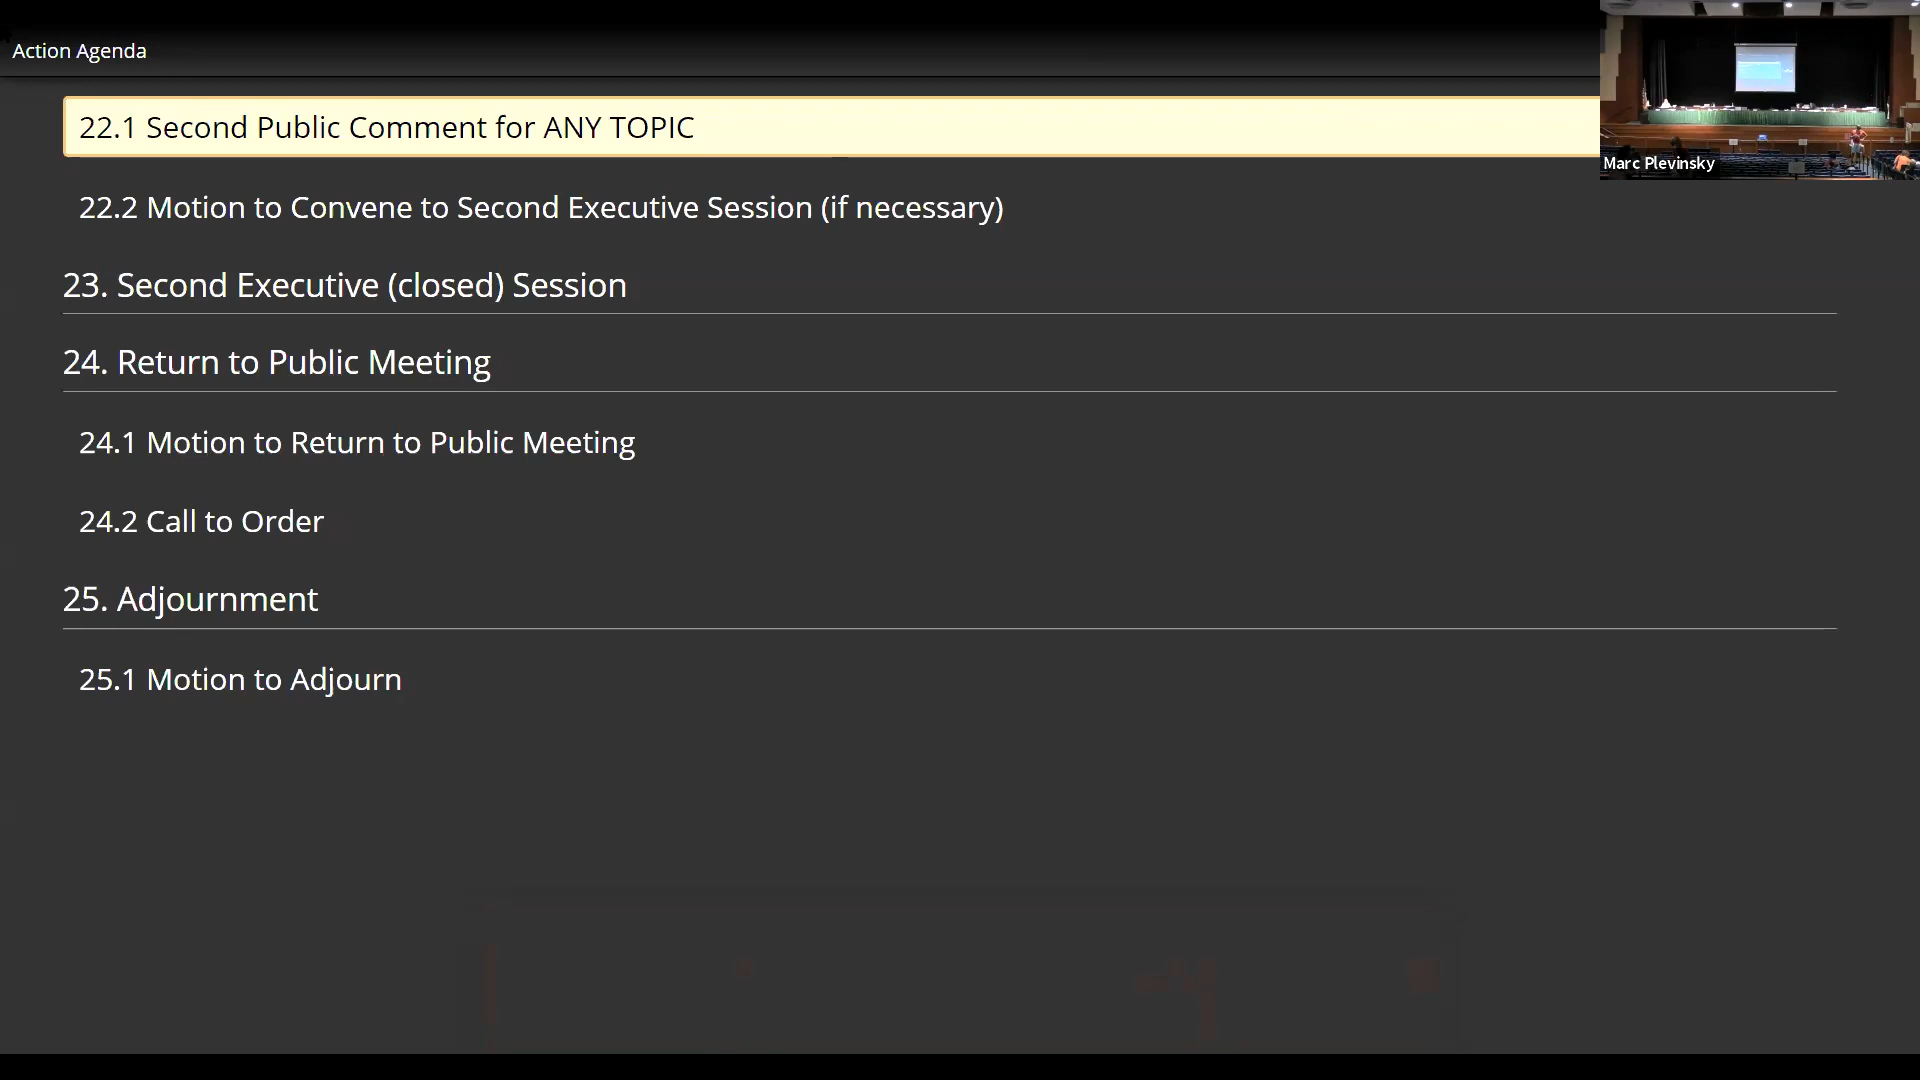 Action Agenda
22.1 Second Public Comment for ANY TOPIC
22.2 Motion to Convene to Second Executive Session (if necessary)
23. Second Executive (closed) Session
24. Return to Public Meeting
24.1 Motion to Return to Public Meeting
24.2 Call to Order
25. Adjournment
25.1 Motion to Adjourn
Marc Plevinsky